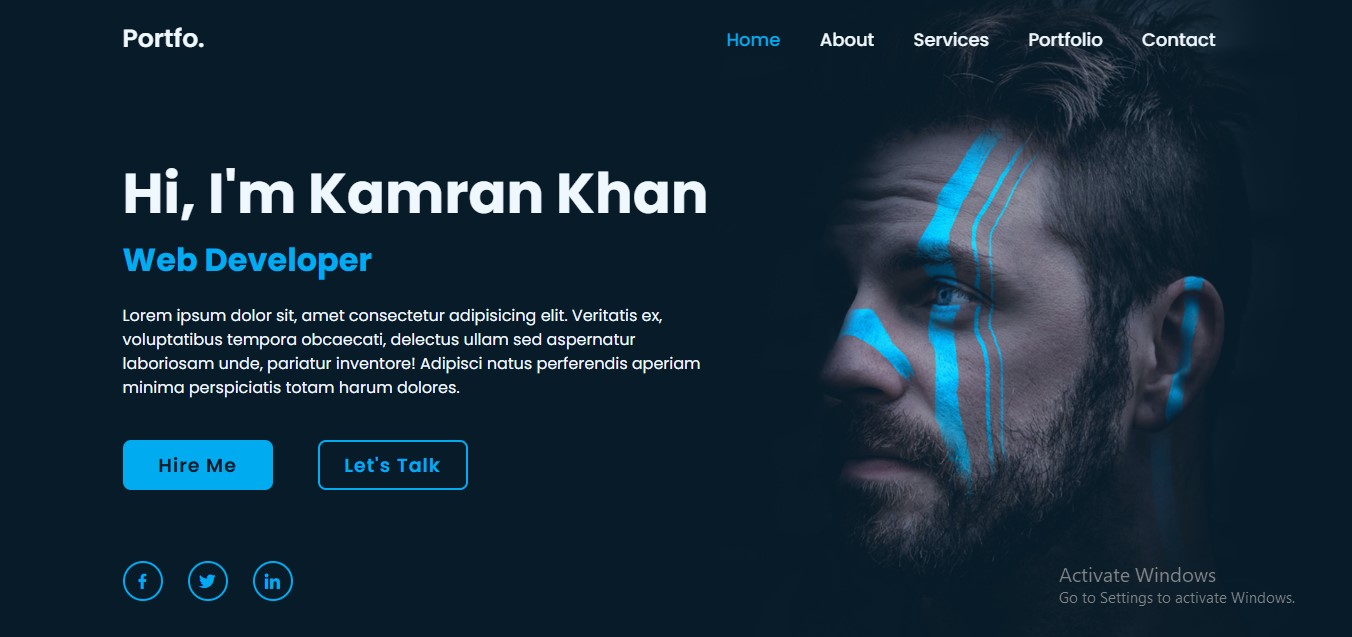 Portfo.
Home About Services Portfolio Contact
Hi, I'm Kamran Khan
Web Developer
Lorem ipsum dolor sit, amet consectetur adipisicing elit. Veritatis ex,
voluptatibus tempora obcaecati, delectus ullam sed aspernatur
laboriosam unde, pariatur inventore! Adipisci natus perferendis aperiam
minima perspiciatis totam harum dolores.
Hire Me
Let's Talk
Activate Windows
Go to Settings to activate Windows.